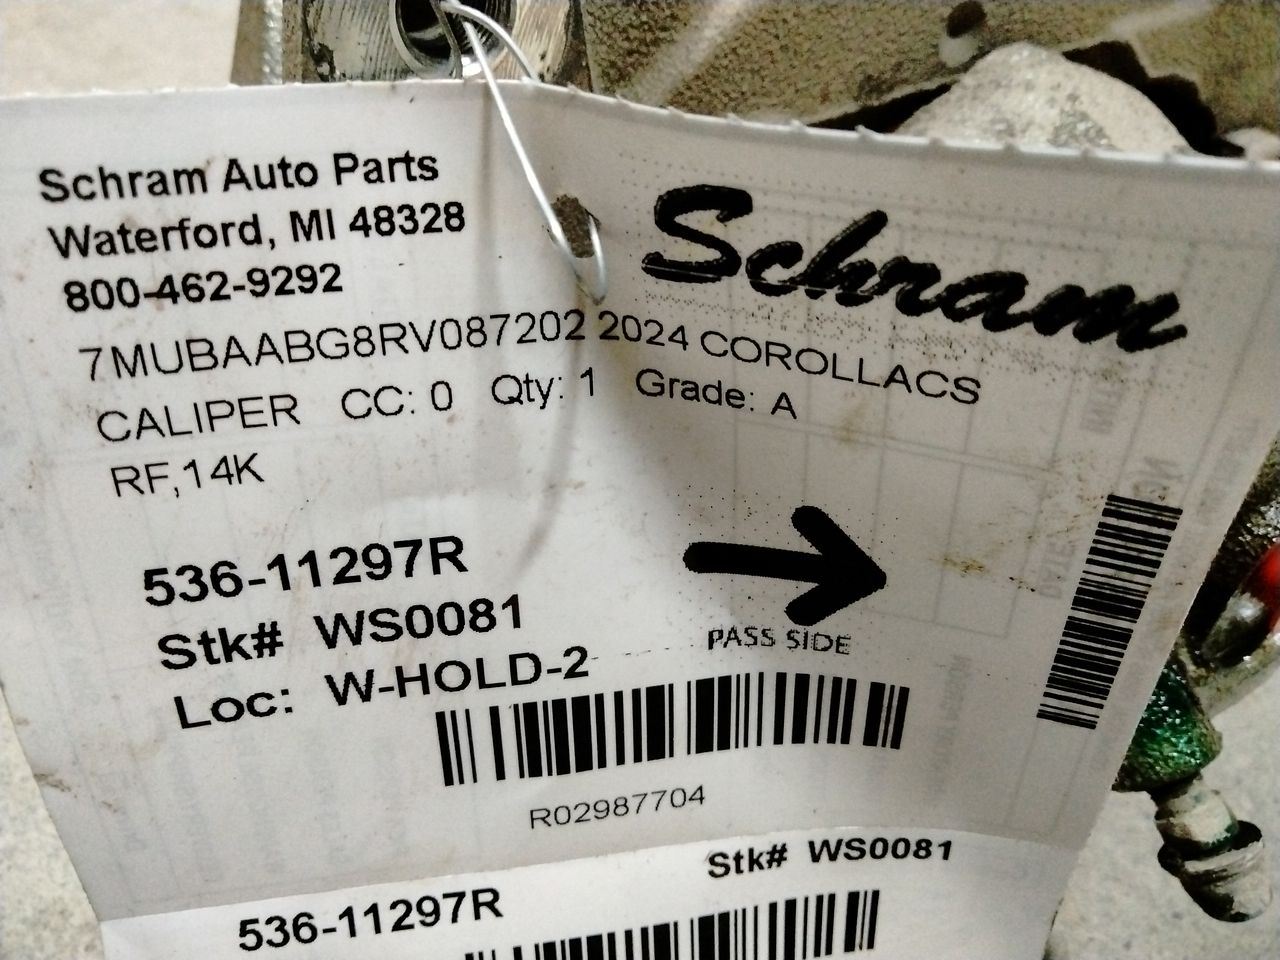 Schram Auto Parts
Waterford, MI 48328
800-462-9292
Schram
7MUBAABG8RV087202 2024 COROLLACS
CALIPER CC: 0 Qty: 1 Grade: A
RF,14K
536-11297R
Stk# WS0081
Loc: W-HOLD-2
PASS SIDE
R02987704
Stk# WS0081
536-11297R